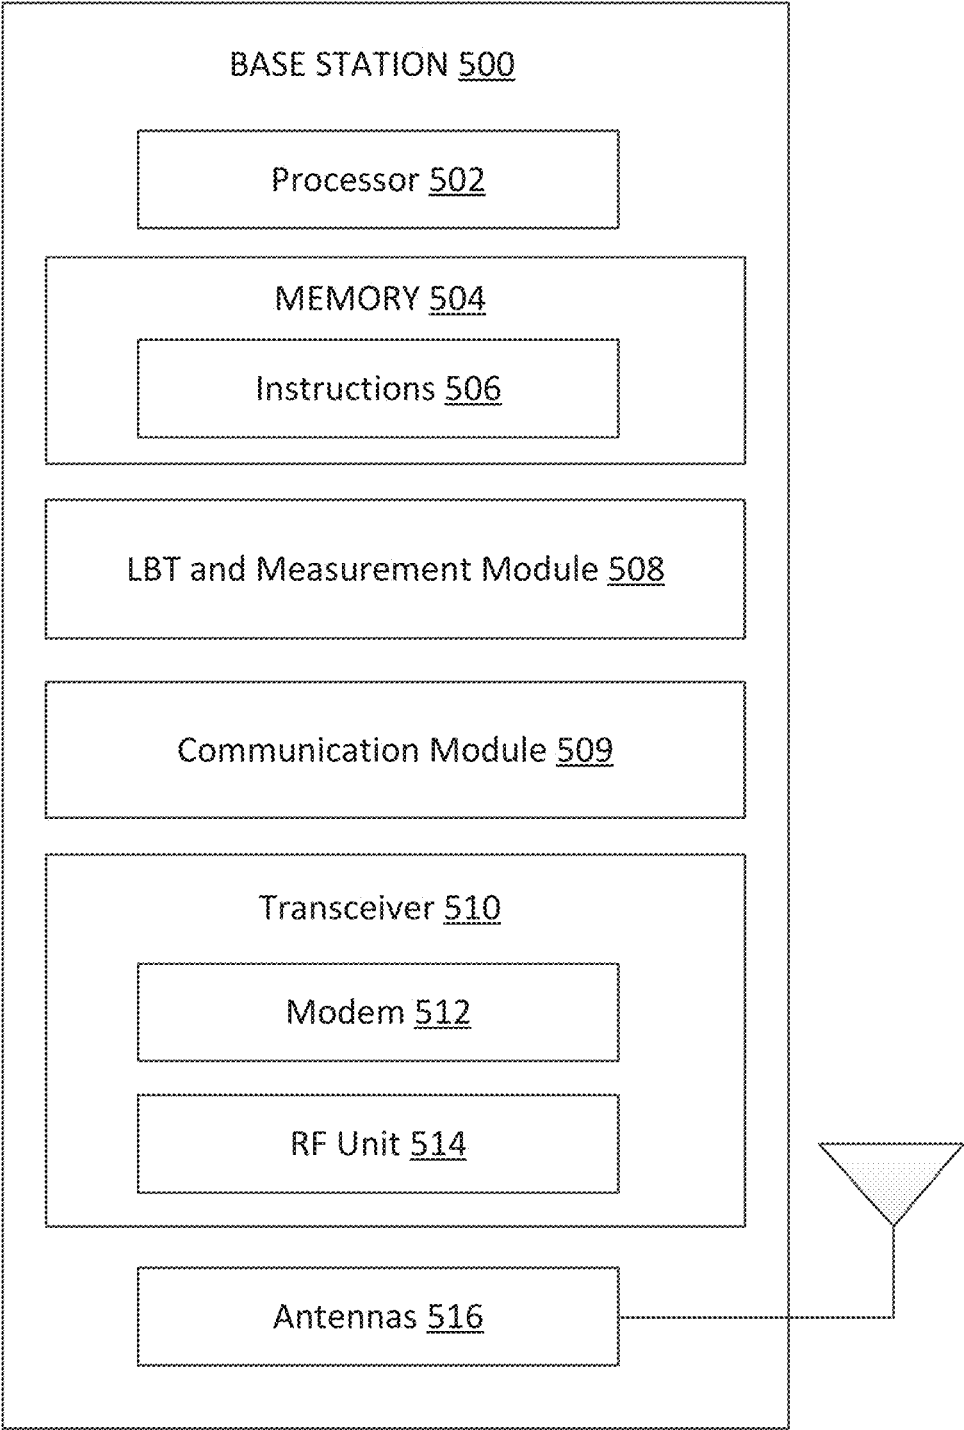 BASE STATION 500
Processor 502
MEMORY 504
Instructions 506
LBT and Measurement Module 508
Communication Module 509
Transceiver 510
Modem 512
RF Unit 514
Antennas 516